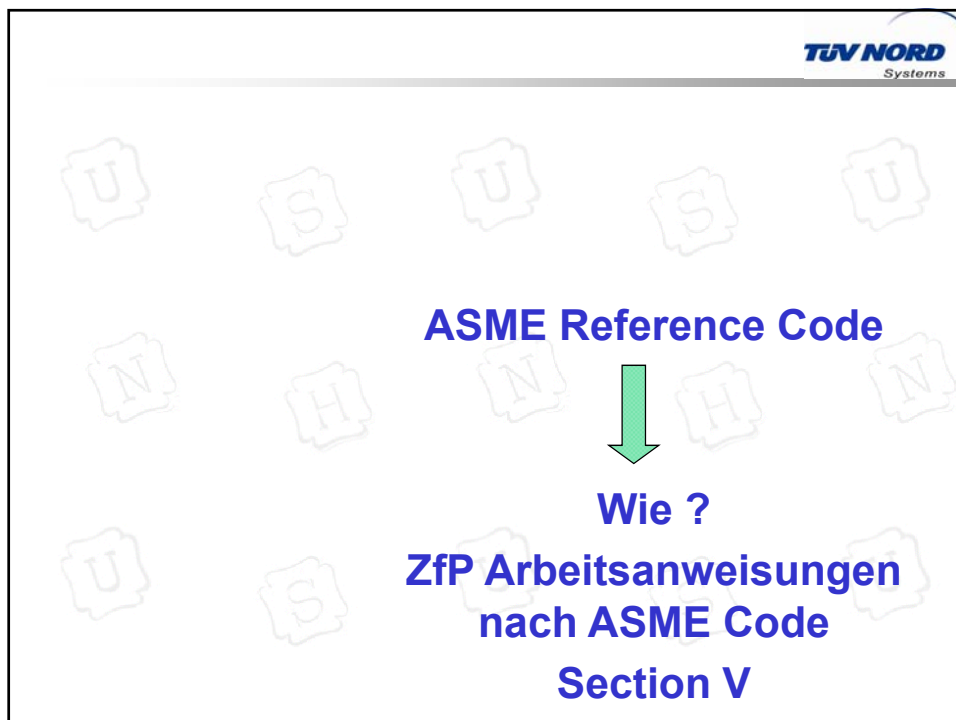 TÜV NORD
Systems
U U U
S S
ASME Reference Code
N N N
H H
Wie ?
ZfP Arbeitsanweisungen
nach ASME Code
U U U
S S
Section V